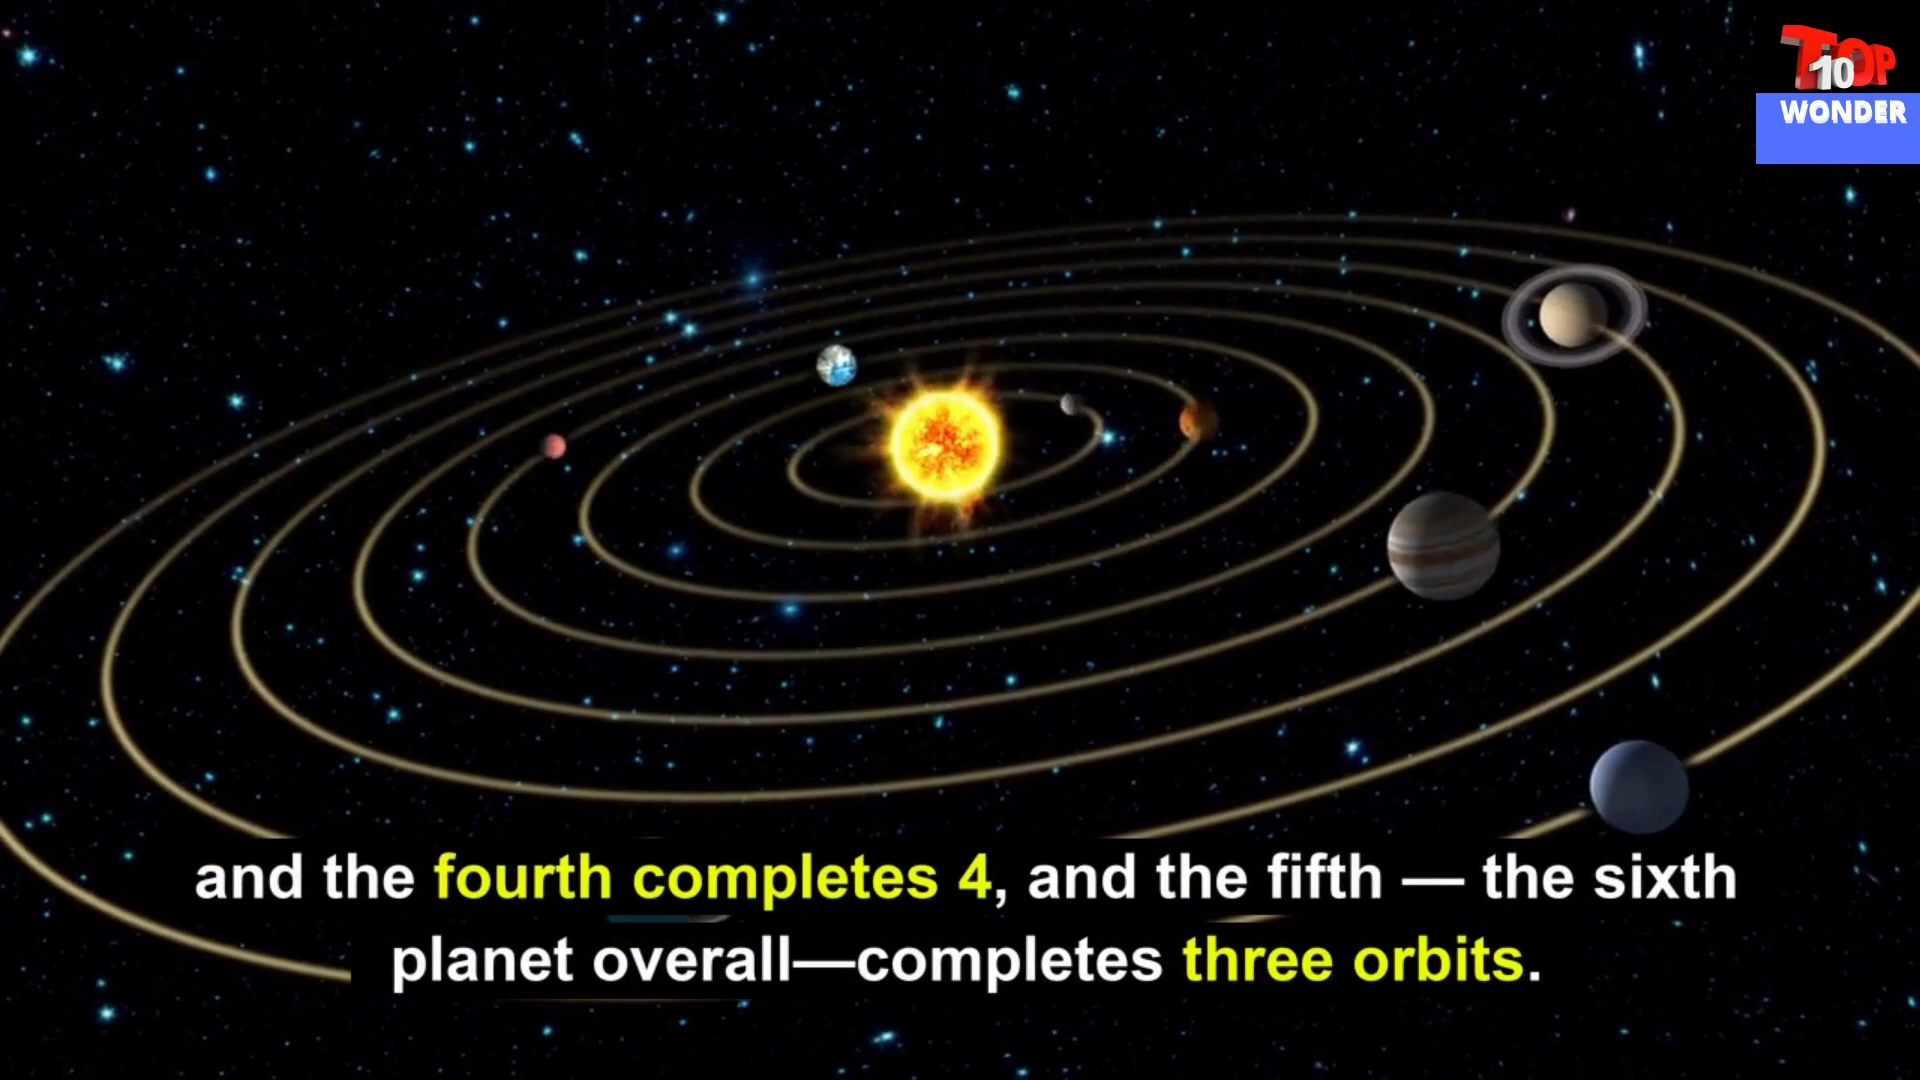 TOP
10
WONDER
and the fourth completes 4, and the fifth — the sixth
planet overall—completes three orbits.